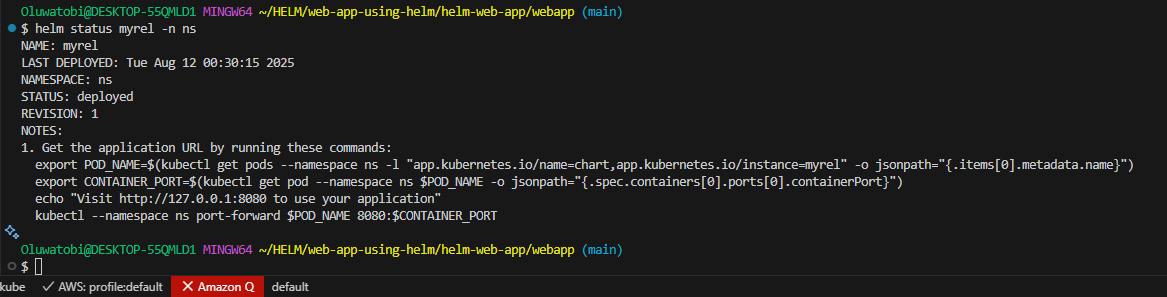 Oluwatobi@DESKTOP-55QMLD1 MINGW64 ~/HELM/web-app-using-helm/helm-web-app/webapp (main)
$ helm status myrel -n ns
NAME: myrel
LAST DEPLOYED: Tue Aug 12 00:30:15 2025
NAMESPACE: ns
STATUS: deployed
REVISION: 1
NOTES:
1. Get the application URL by running these commands:
  export POD_NAME=$(kubectl get pods --namespace ns -l "app.kubernetes.io/name=chart,app.kubernetes.io/instance=myrel" -o jsonpath="{.items[0].metadata.name}")
  export CONTAINER_PORT=$(kubectl get pod --namespace ns $POD_NAME -o jsonpath="{.spec.containers[0].ports[0].containerPort}")
  echo "Visit http://127.0.0.1:8080 to use your application"
  kubectl --namespace ns port-forward $POD_NAME 8080:$CONTAINER_PORT
Oluwatobi@DESKTOP-55QMLD1 MINGW64 ~/HELM/web-app-using-helm/helm-web-app/webapp (main)
$
kube AWS: profile:default Amazon Q default